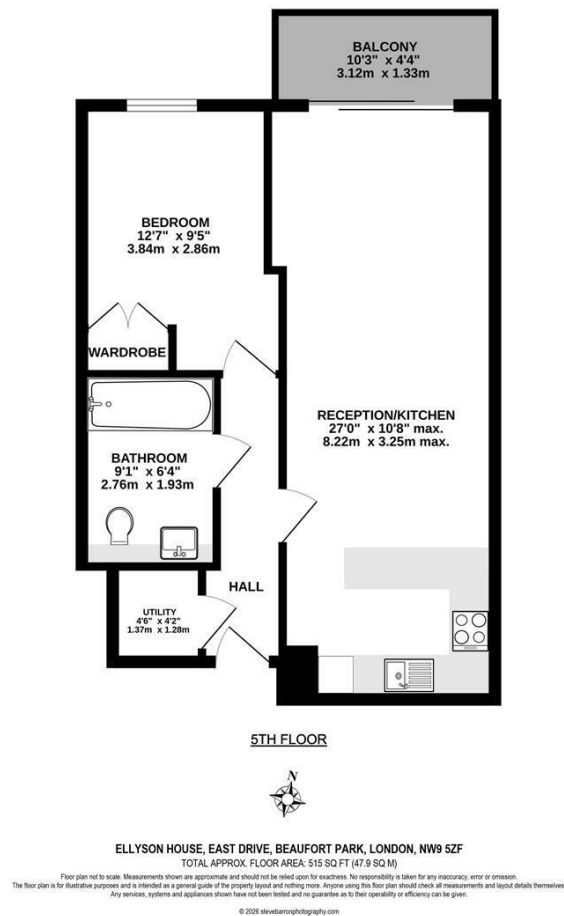 BALCONY
10'3" x 4'4"
3.12m x 1.33m
BEDROOM
12'7" x 9'5"
3.84m x 2.86m
WARDROBE
RECEPTION/KITCHEN
27'0" x 10'8" max.
8.22m x 3.25m max.
BATHROOM
9'1" x 6'4"
2.76m x 1.93m
HALL
UTILITY
4'6" x 4'2"
1.37m x 1.28m
5TH FLOOR
N
ELLYSON HOUSE, EAST DRIVE, BEAUFORT PARK, LONDON, NW9 5ZF
TOTAL APPROX. FLOOR AREA: 515 SQ FT (47.9 SQ M)
Floor plan not to scale. Measurements shown are approximate and should not be relied upon for exactness. No responsibility is taken for any inaccuracy, error or omission.
The floor plan is for illustrative purposes and is intended as a general guide of the property layout and nothing more. Anyone using this floor plan should check all measurements and layout details themselves
Any services, systems and appliances shown have not been tested and no guarantee as to their operability or efficiency can be given.
© 2026 stevebarronphotography.com